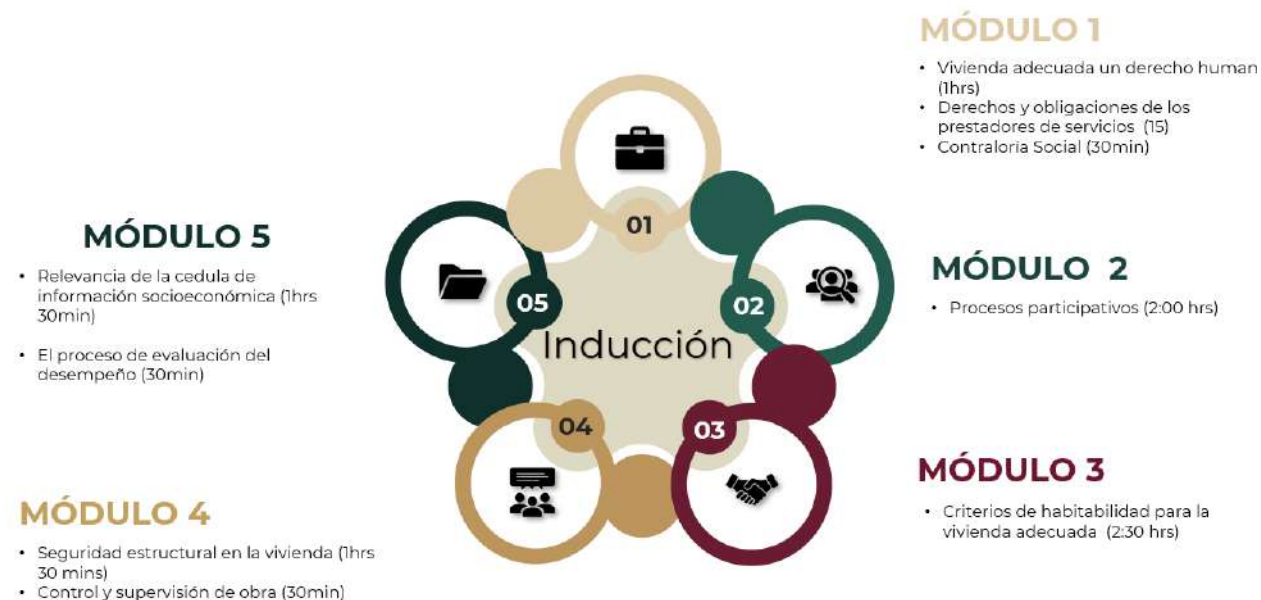 MÓDULO 1
• Vivienda adecuada un derecho human
(1hrs)
• Derechos y obligaciones de los
prestadores de servicios (15)
• Contraloría Social (30min)
MÓDULO 2
• Procesos participativos (2:00 hrs)
MÓDULO 3
• Criterios de habitabilidad para la
vivienda adecuada (2:30 hrs)
MÓDULO 4
• Seguridad estructural en la vivienda (1hrs
30 mins)
• Control y supervisión de obra (30min)
MÓDULO 5
• Relevancia de la cedula de
información socioeconómica (1hrs
30min)
• El proceso de evaluación del
desempeño (30min)
Inducción
01
02
03
04
05